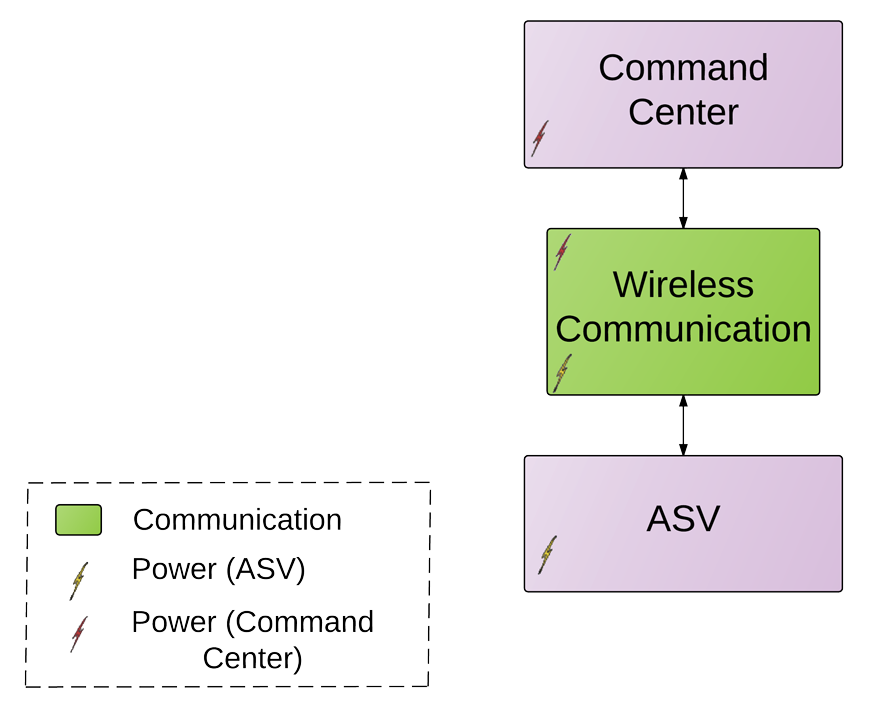 Command
Center
Wireless
Communication
ASV
Communication
Power (ASV)
Power (Command
Center)